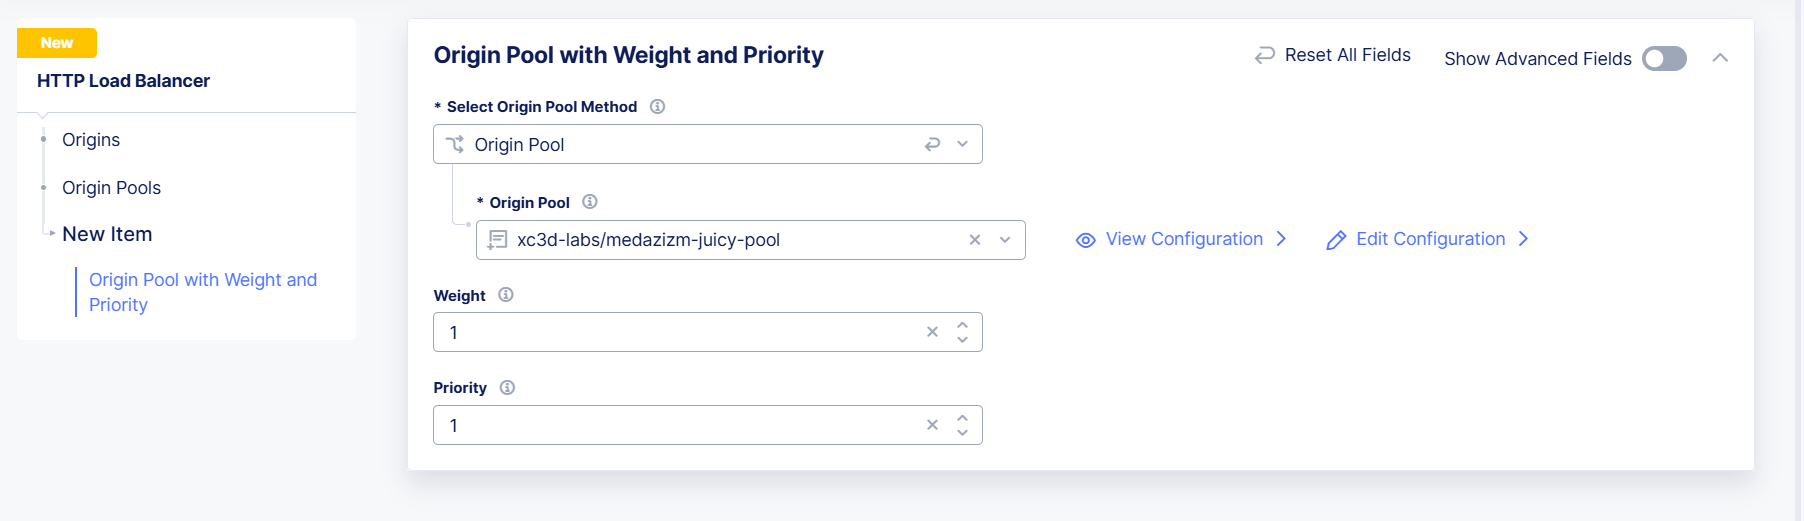 New
HTTP Load Balancer
Origins
Origin Pools
New Item
Origin Pool with Weight and
Priority
Origin Pool with Weight and Priority
Reset All Fields
Show Advanced Fields
* Select Origin Pool Method
Origin Pool
* Origin Pool
xc3d-labs/medazizm-juicy-pool
View Configuration
Edit Configuration
Weight
1
Priority
1